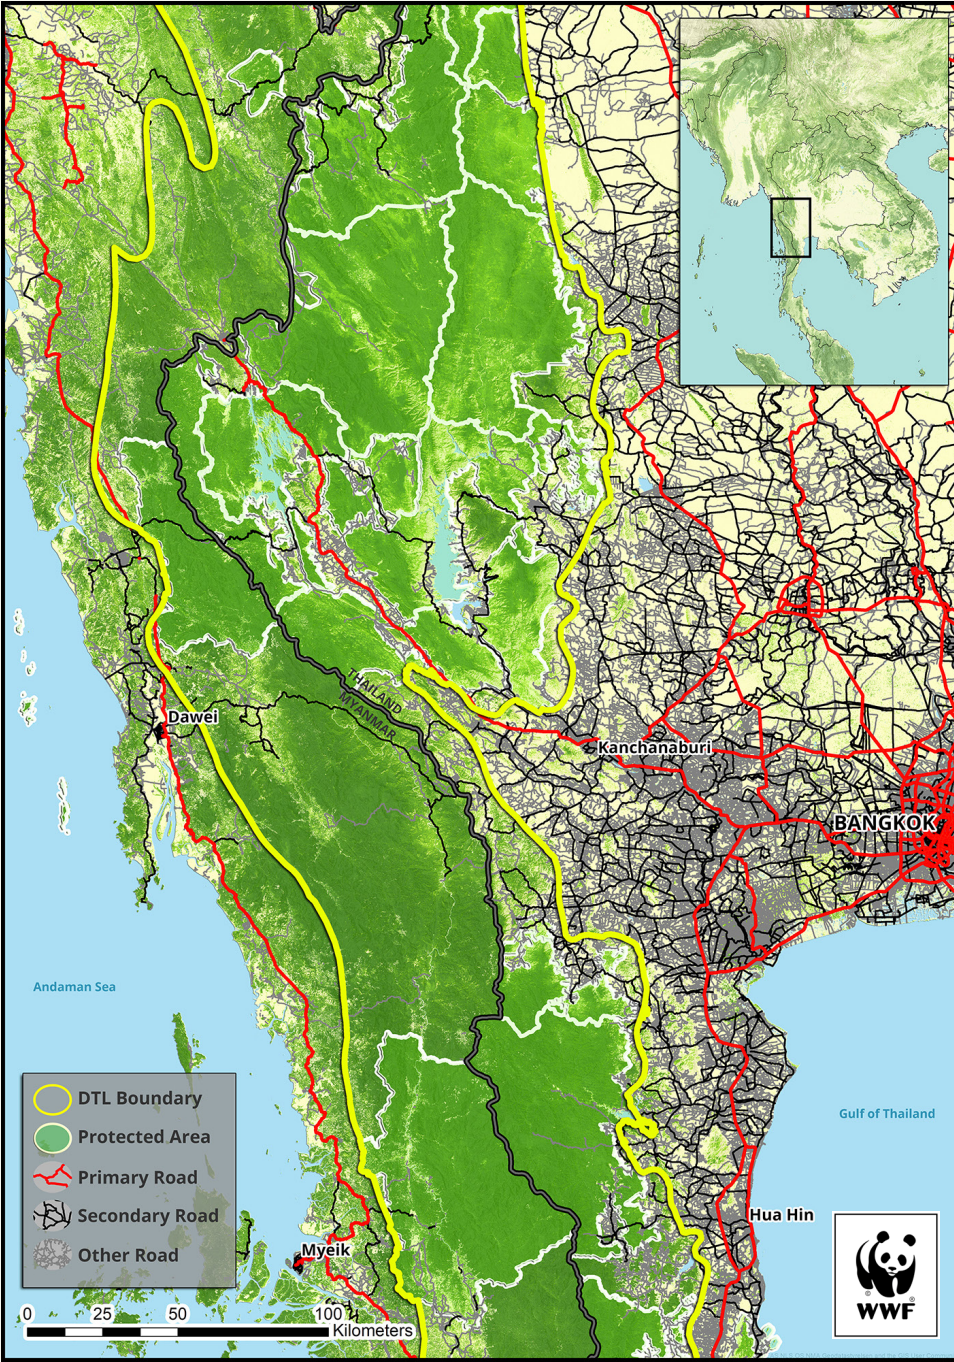 THAILAND
MYANMAR
Dawei
Kanchanaburi
BANGKOK
Andaman Sea
Gulf of Thailand
DTL Boundary
Protected Area
Primary Road
Secondary Road
Other Road
Hua Hin
Myeik
0 25 50 100
Kilometers
© ®
WWF